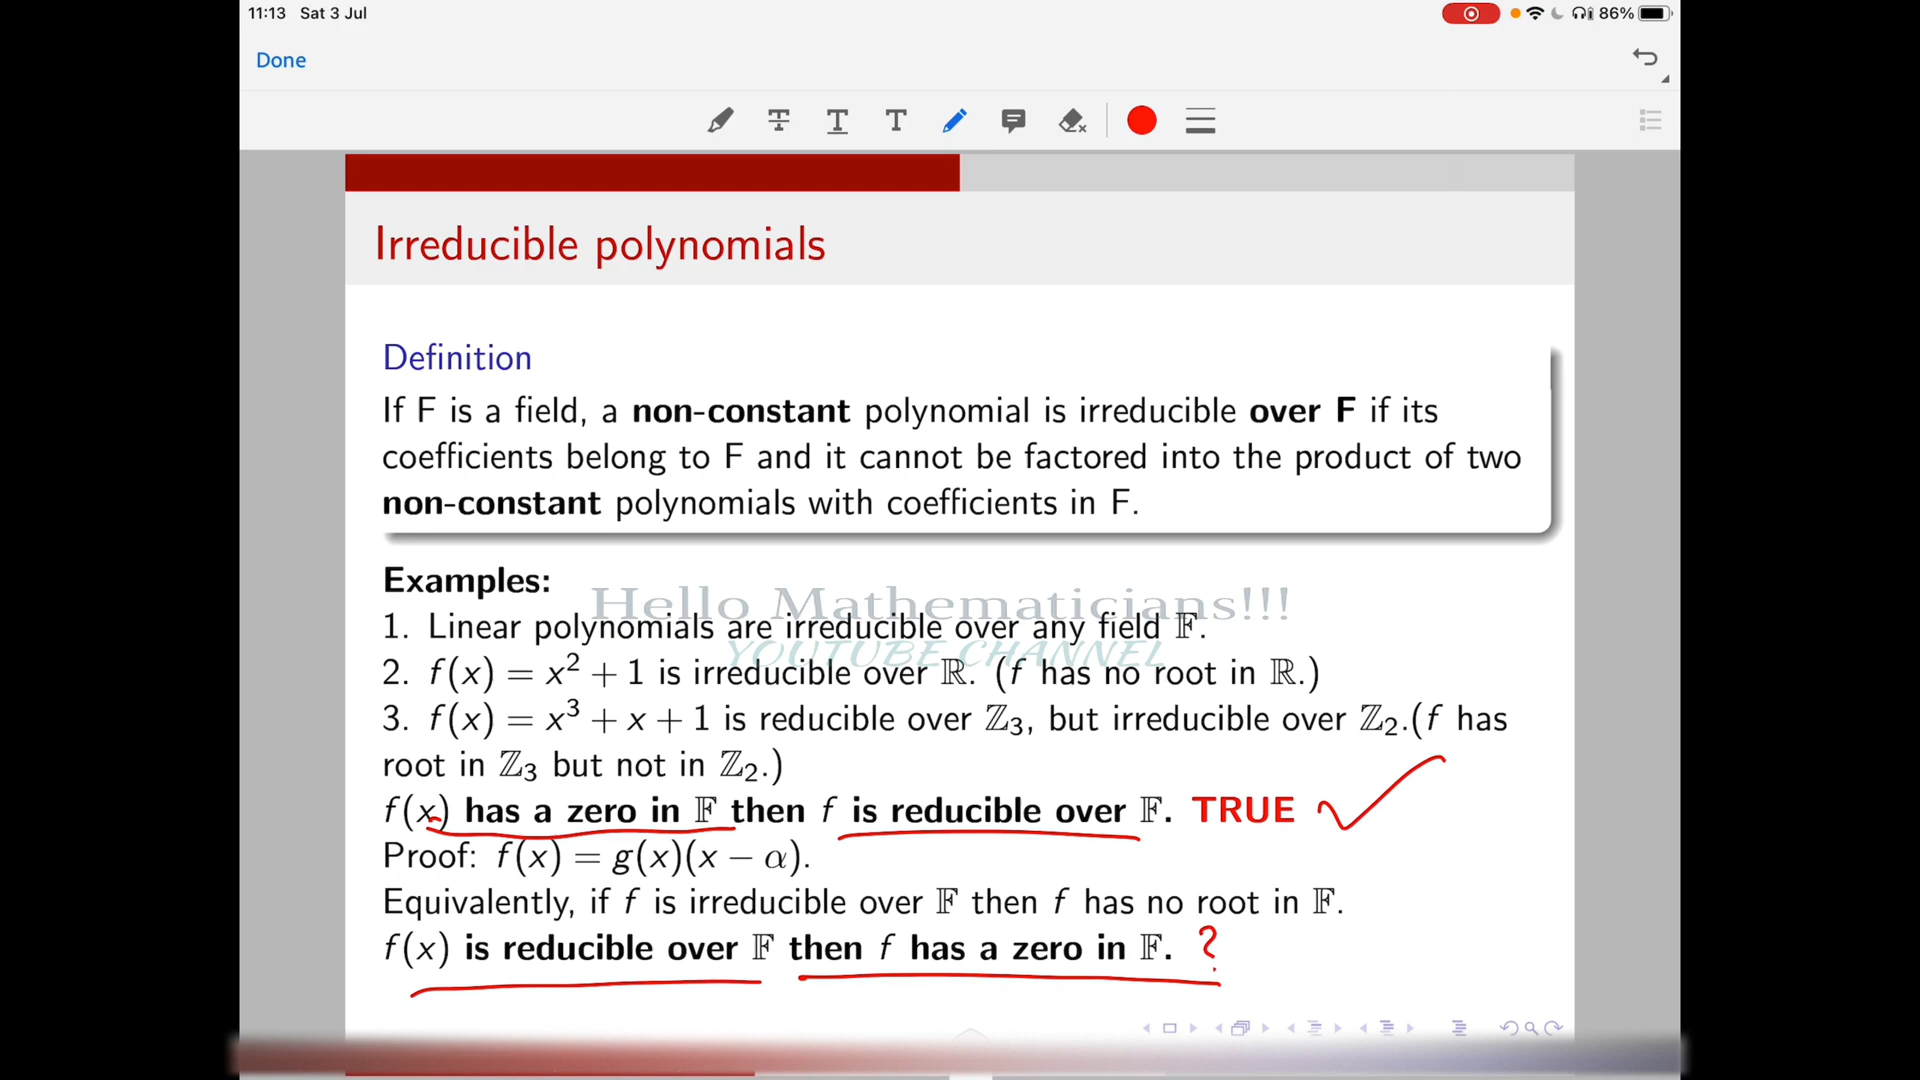 11:13 Sat 3 Jul 86%
Done
Irreducible polynomials
Definition
If F is a field, a non-constant polynomial is irreducible over F if its
coefficients belong to F and it cannot be factored into the product of two
non-constant polynomials with coefficients in F.
Examples:
Hello Mathematicians!!!
1. Linear polynomials are irreducible over any field 𝔽.
YOUTUBE CHANNEL
2. f(x) = x² + 1 is irreducible over ℝ. (f has no root in ℝ.)
3. f(x) = x³ + x + 1 is reducible over ℤ₃, but irreducible over ℤ₂.(f has
root in ℤ₃ but not in ℤ₂.)
f(x) has a zero in 𝔽 then f is reducible over 𝔽. TRUE
Proof: f(x) = g(x)(x − α).
Equivalently, if f is irreducible over 𝔽 then f has no root in 𝔽.
f(x) is reducible over 𝔽 then f has a zero in 𝔽. ?